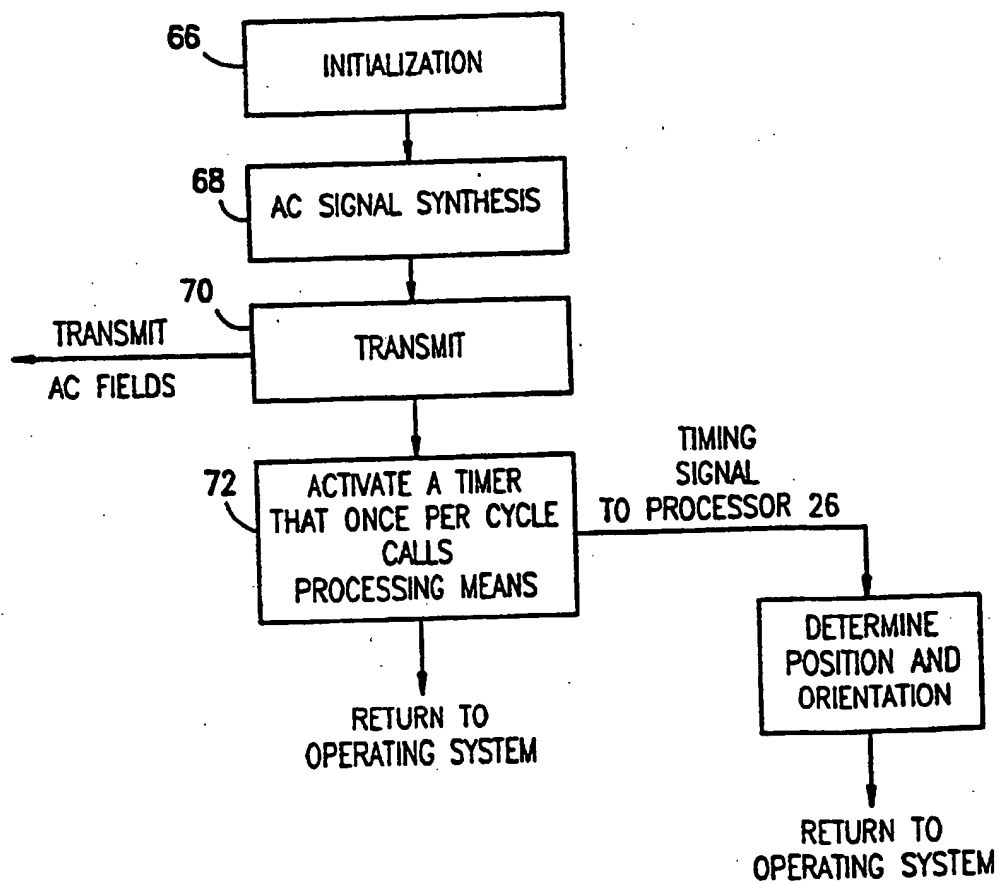 66
INITIALIZATION
68
AC SIGNAL SYNTHESIS
70
TRANSMIT
TRANSMIT
AC FIELDS
72
ACTIVATE A TIMER
THAT ONCE PER CYCLE
CALLS
PROCESSING MEANS
TIMING
SIGNAL
TO PROCESSOR 26
DETERMINE
POSITION AND
ORIENTATION
RETURN TO
OPERATING SYSTEM
RETURN TO
OPERATING SYSTEM